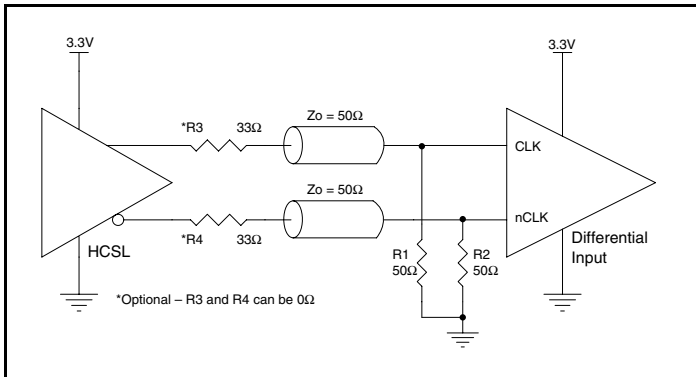 3.3V
3.3V
*R3 33Ω
Zo = 50Ω
CLK
Zo = 50Ω
nCLK
*R4 33Ω
HCSL
R1
50Ω
R2
50Ω
Differential
Input
*Optional – R3 and R4 can be 0Ω